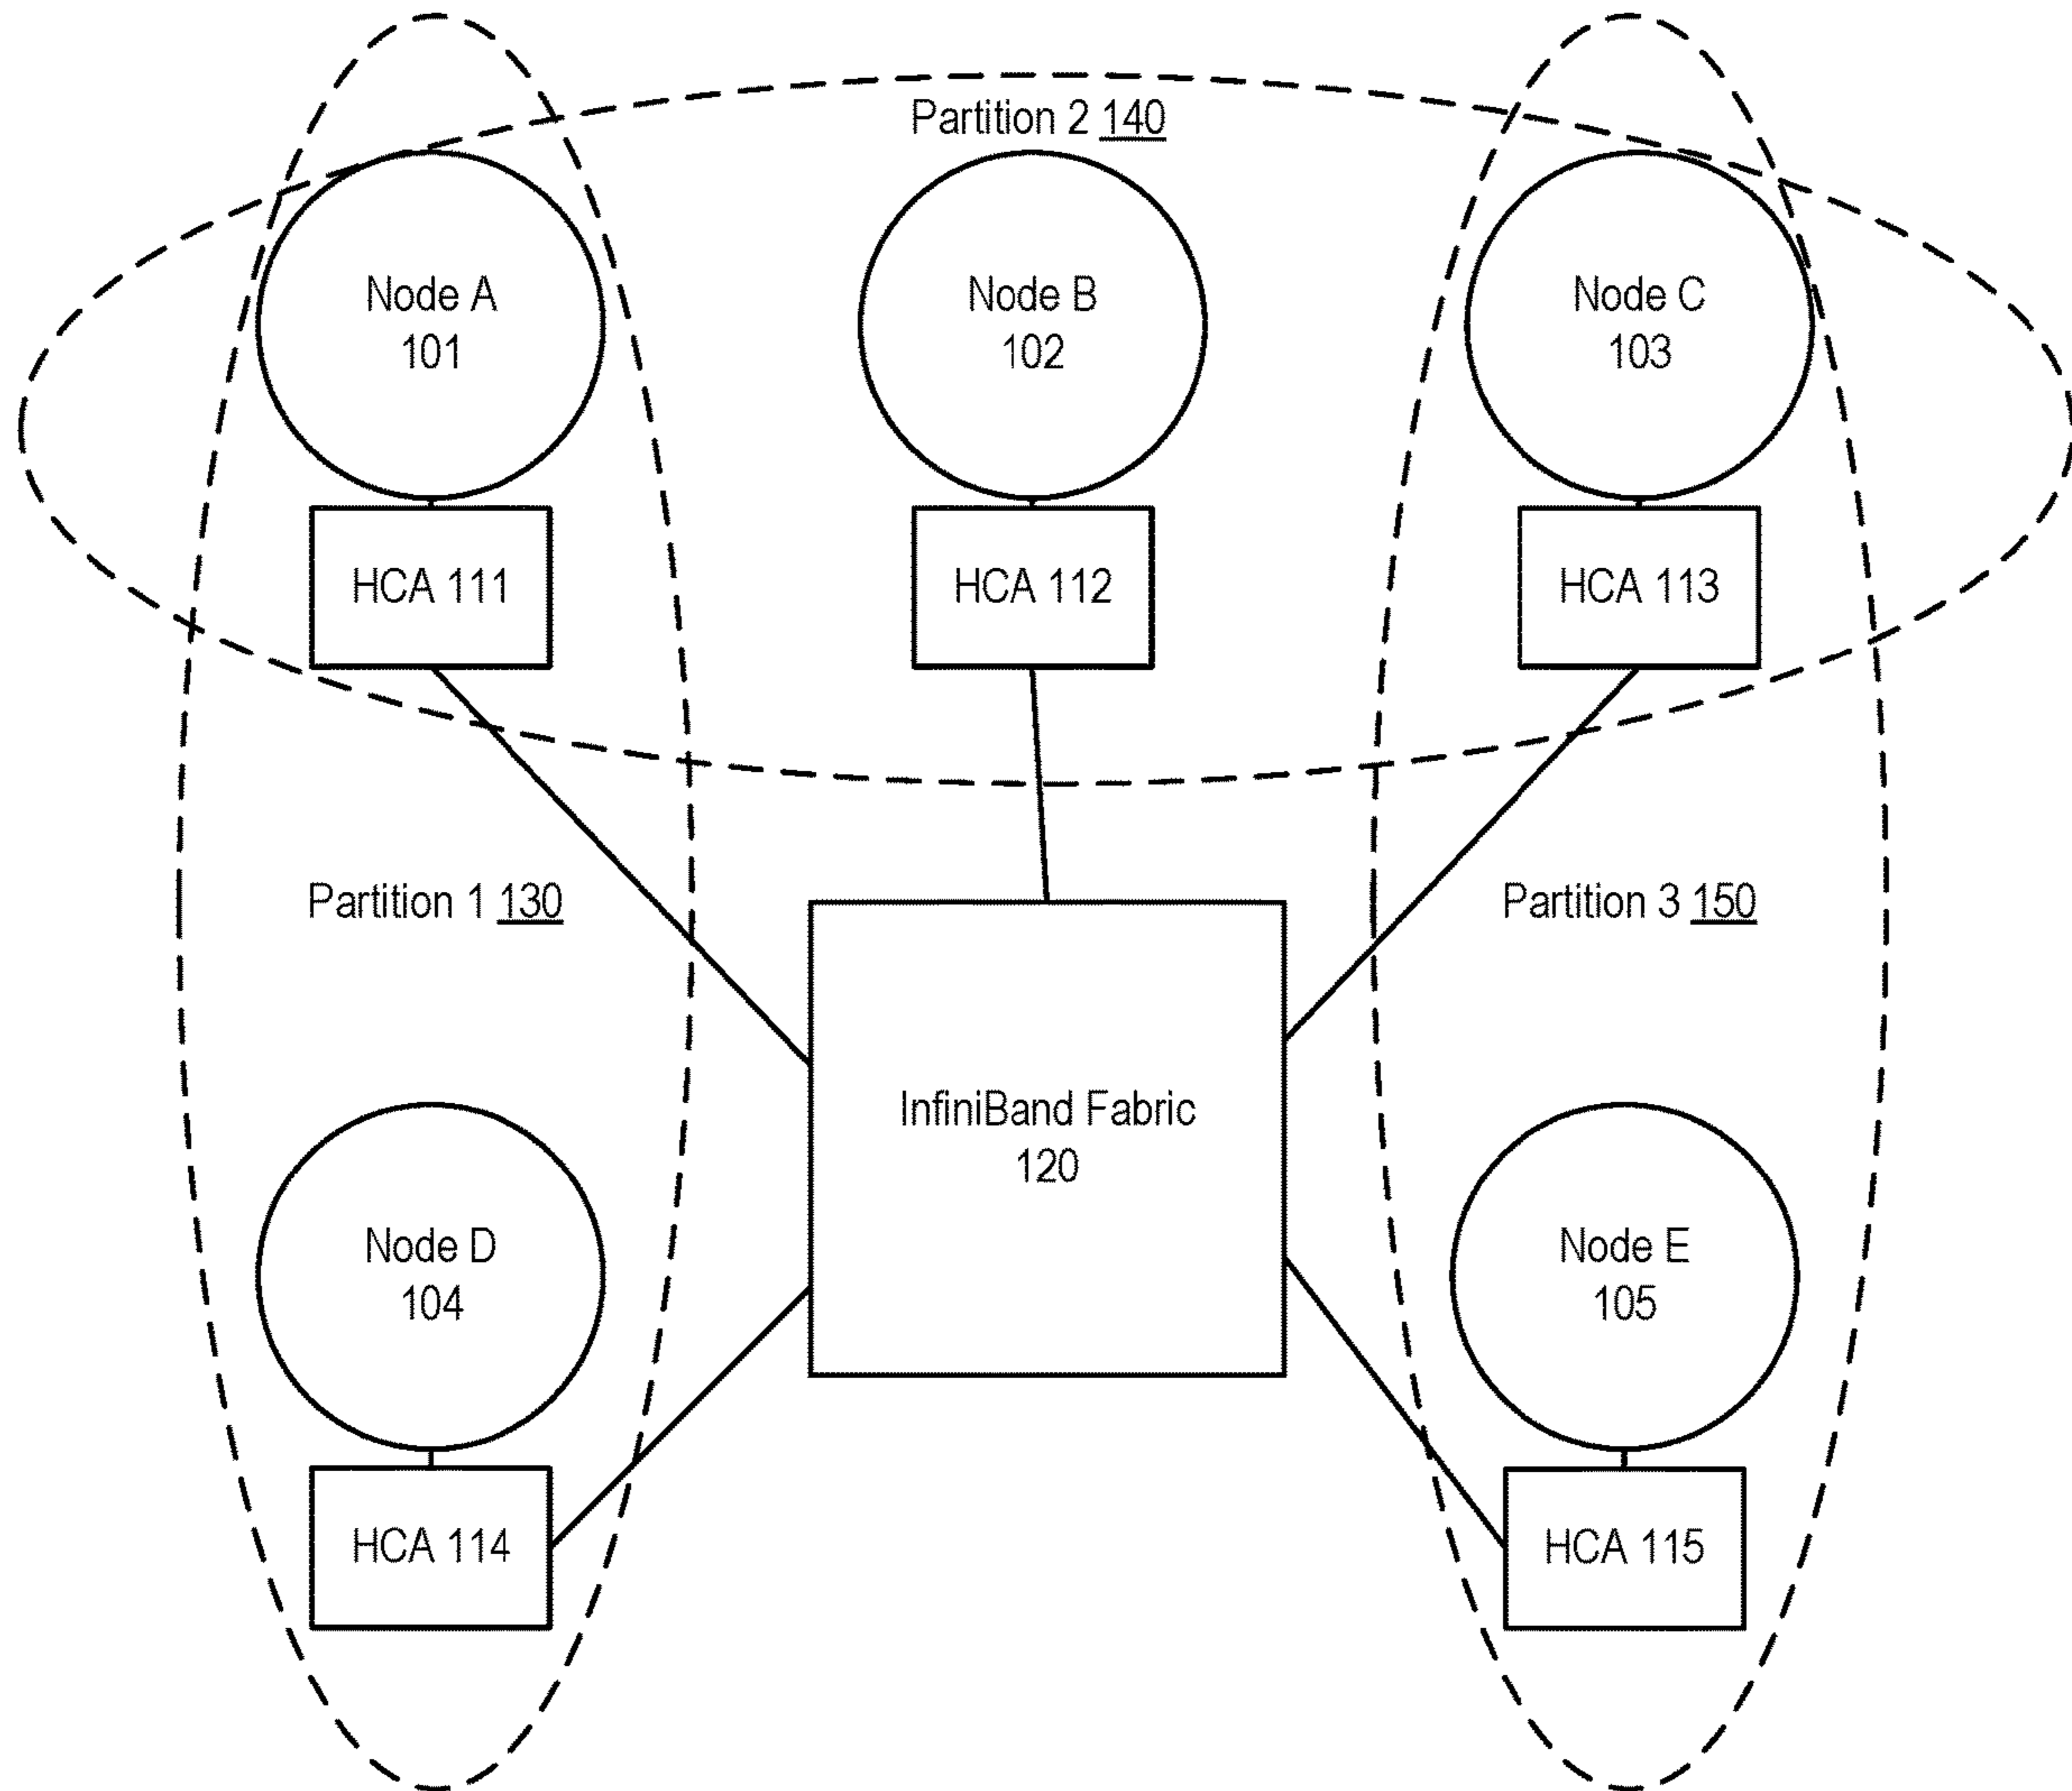 Partition 2 140
Node A
101
Node B
102
Node C
103
HCA 111
HCA 112
HCA 113
Partition 1 130
Partition 3 150
InfiniBand Fabric
120
Node D
104
Node E
105
HCA 114
HCA 115